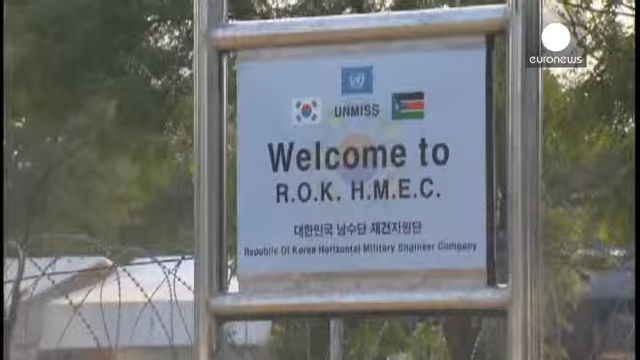 euronews
UNMISS
Welcome to
R.O.K. H.M.E.C.
대한민국 남수단 재건지원단
Republic Of Korea Horizontal Military Engineer Company